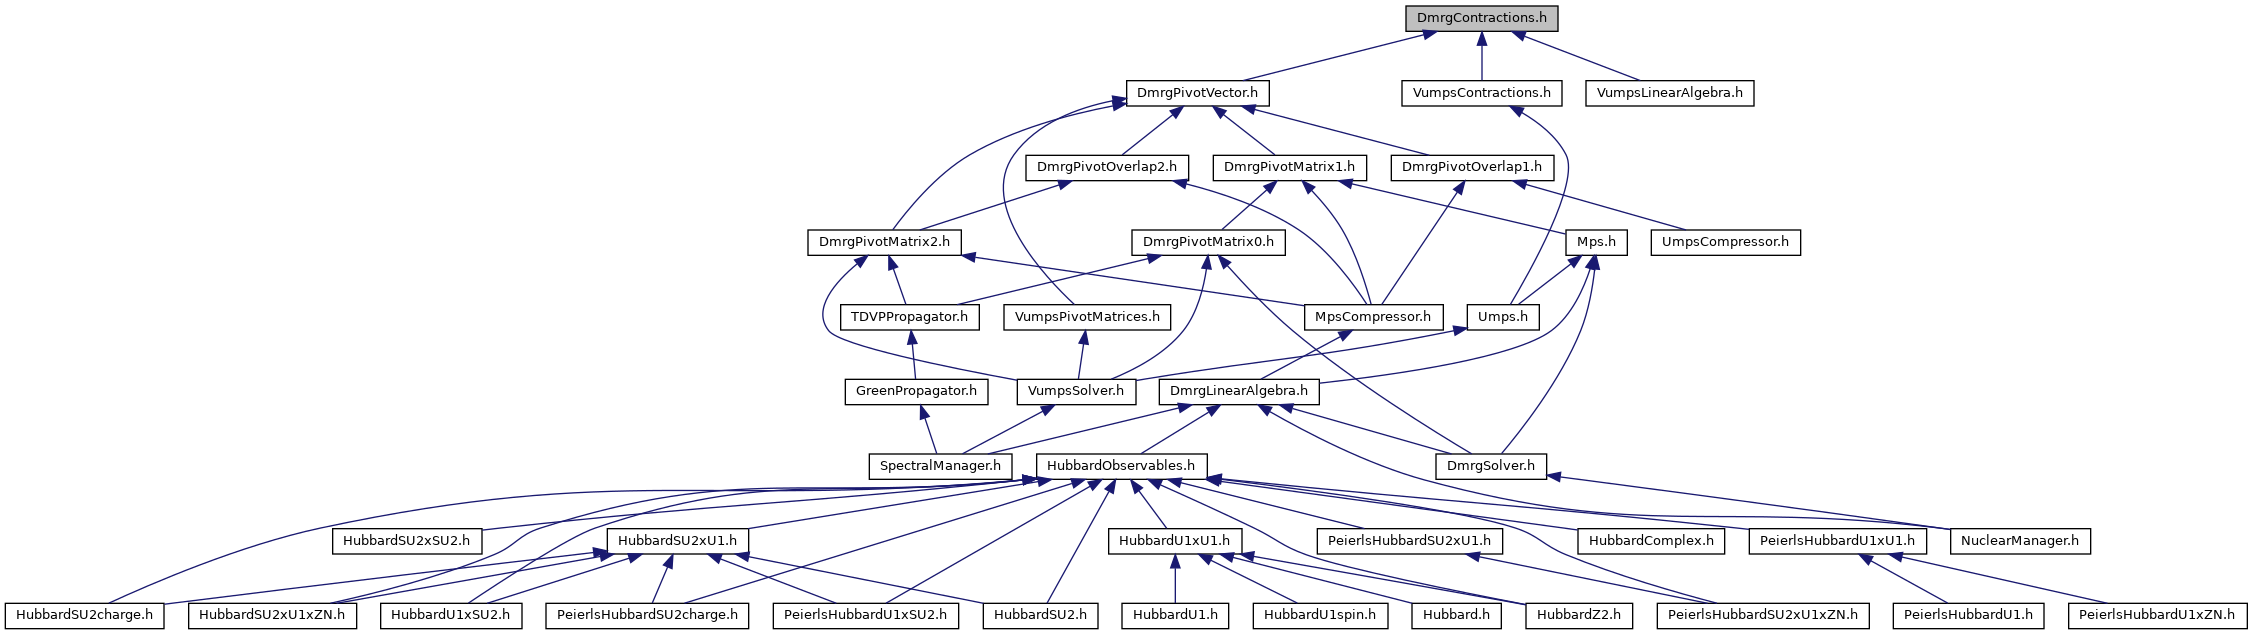 DmrgContractions.h
DmrgPivotVector.h
VumpsContractions.h
VumpsLinearAlgebra.h
DmrgPivotOverlap2.h
DmrgPivotMatrix1.h
DmrgPivotOverlap1.h
DmrgPivotMatrix2.h
DmrgPivotMatrix0.h
Mps.h
UmpsCompressor.h
TDVPPropagator.h
VumpsPivotMatrices.h
MpsCompressor.h
Umps.h
GreenPropagator.h
VumpsSolver.h
DmrgLinearAlgebra.h
SpectralManager.h
HubbardObservables.h
DmrgSolver.h
HubbardSU2xSU2.h
HubbardSU2xU1.h
HubbardU1xU1.h
PeierlsHubbardSU2xU1.h
HubbardComplex.h
PeierlsHubbardU1xU1.h
NuclearManager.h
HubbardSU2charge.h
HubbardSU2xU1xZN.h
HubbardU1xSU2.h
PeierlsHubbardSU2charge.h
PeierlsHubbardU1xSU2.h
HubbardSU2.h
HubbardU1.h
HubbardU1spin.h
Hubbard.h
HubbardZ2.h
PeierlsHubbardSU2xU1xZN.h
PeierlsHubbardU1.h
PeierlsHubbardU1xZN.h